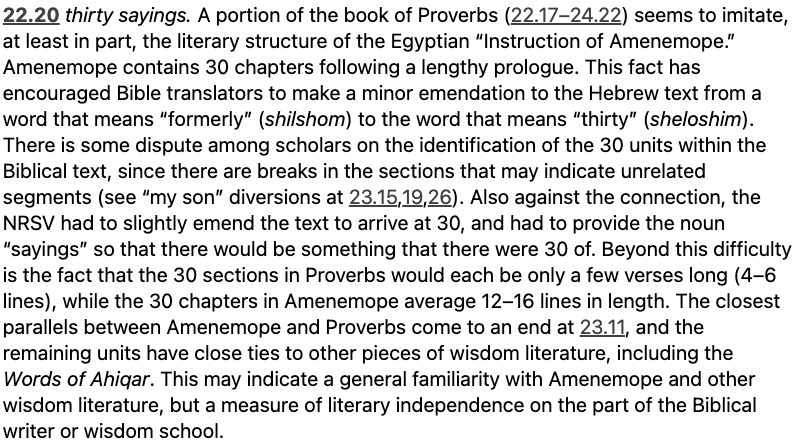 22.20 thirty sayings. A portion of the book of Proverbs (22.17–24.22) seems to imitate,
at least in part, the literary structure of the Egyptian “Instruction of Amenemope.”
Amenemope contains 30 chapters following a lengthy prologue. This fact has
encouraged Bible translators to make a minor emendation to the Hebrew text from a
word that means “formerly” (shilshom) to the word that means “thirty” (sheloshim).
There is some dispute among scholars on the identification of the 30 units within the
Biblical text, since there are breaks in the sections that may indicate unrelated
segments (see “my son” diversions at 23.15,19,26). Also against the connection, the
NRSV had to slightly emend the text to arrive at 30, and had to provide the noun
“sayings” so that there would be something that there were 30 of. Beyond this difficulty
is the fact that the 30 sections in Proverbs would each be only a few verses long (4–6
lines), while the 30 chapters in Amenemope average 12–16 lines in length. The closest
parallels between Amenemope and Proverbs come to an end at 23.11, and the
remaining units have close ties to other pieces of wisdom literature, including the
Words of Ahiqar. This may indicate a general familiarity with Amenemope and other
wisdom literature, but a measure of literary independence on the part of the Biblical
writer or wisdom school.